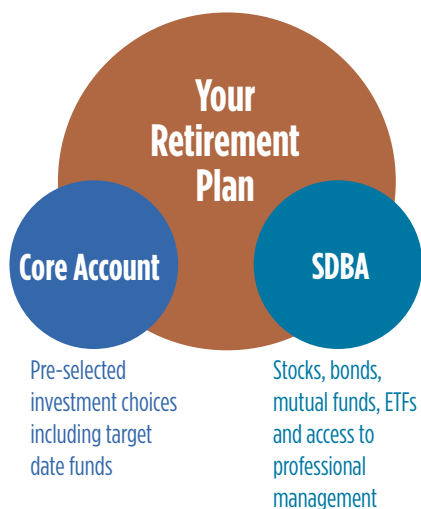 Your
Retirement
Plan
Core Account
SDBA
Pre-selected
investment choices
including target
date funds
Stocks, bonds,
mutual funds, ETFs
and access to
professional
management